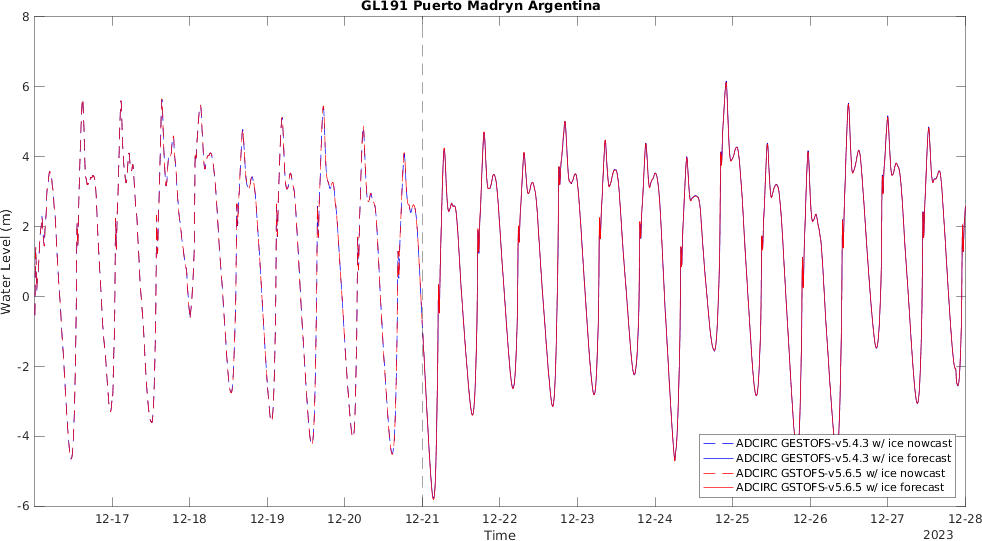 GL191 Puerto Madryn Argentina
8
6
4
2
0
-2
-4
-6
Water Level (m)
ADCIRC GESTOFS-v5.4.3 w/ ice nowcast
ADCIRC GESTOFS-v5.4.3 w/ ice forecast
ADCIRC GSTOFS-v5.6.5 w/ ice nowcast
ADCIRC GSTOFS-v5.6.5 w/ ice forecast
12-17 12-18 12-19 12-20 12-21 12-22 12-23 12-24 12-25 12-26 12-27 12-28
Time 2023